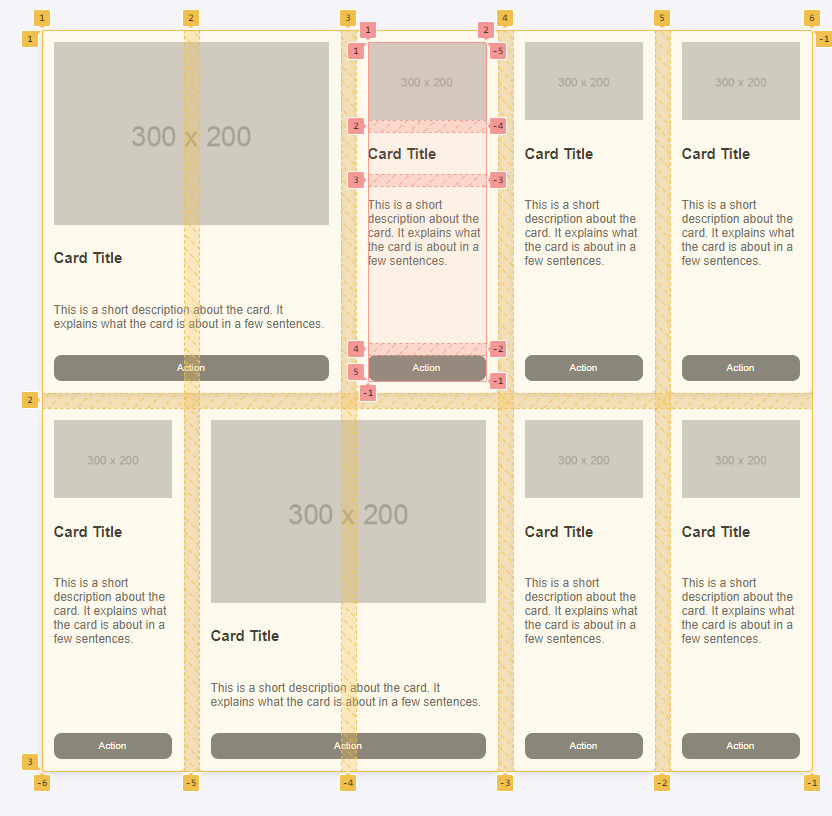 1
2
3
4
5
6
1
-1
1
2
1
-5
300 x 200
300 x 200
300 x 200
300 x 200
2
-4
Card Title
Card Title
Card Title
3
-3
This is a short
description about the
card. It explains what
the card is about in a
few sentences.
This is a short
description about the
card. It explains what
the card is about in a
few sentences.
This is a short
description about the
card. It explains what
the card is about in a
few sentences.
Card Title
This is a short description about the card. It
explains what the card is about in a few sentences.
4
-2
Action
Action
Action
Action
5
-1
-1
2
300 x 200
300 x 200
300 x 200
300 x 200
Card Title
Card Title
Card Title
This is a short
description about the
card. It explains what
the card is about in a
few sentences.
Card Title
This is a short description about the card. It
explains what the card is about in a few sentences.
This is a short
description about the
card. It explains what
the card is about in a
few sentences.
This is a short
description about the
card. It explains what
the card is about in a
few sentences.
Action
Action
Action
Action
3
-6
-5
-4
-3
-2
-1